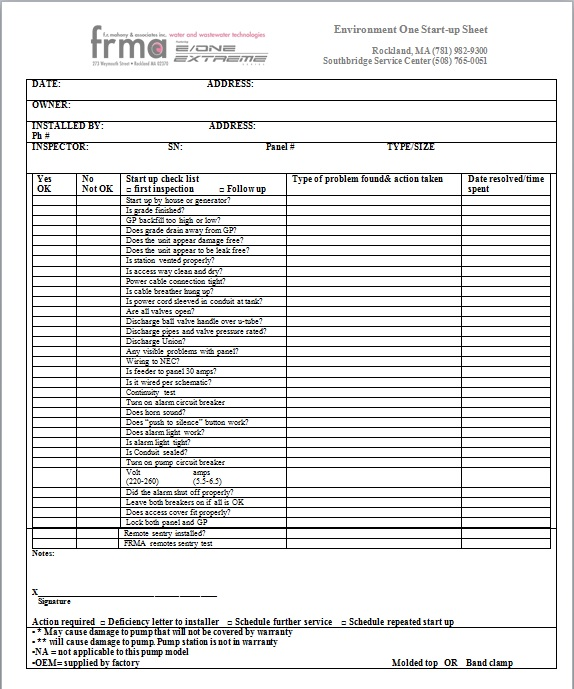 f.r. mahony & associates inc. water and wastewater technologies
frma
E/ONE
EXTREME
273 Weymouth Street • Rockland MA 02370
Environment One Start-up Sheet
Rockland, MA (781) 982-9300
Southbridge Service Center (508) 765-0051
DATE: ADDRESS:
OWNER:
INSTALLED BY: ADDRESS:
Ph #
INSPECTOR: SN: Panel # TYPE/SIZE
Yes No Start up check list Type of problem found& action taken Date resolved/time
OK Not OK □ first inspection □ Follow up spent
Start up by house or generator?
Is grade finished?
GP backfill too high or low?
Does grade drain away from GP?
Does the unit appear damage free?
Does the unit appear to be leak free?
Is station vented properly?
Is access way clean and dry?
Power cable connection tight?
Is cable breather hung up?
Is power cord sleeved in conduit at tank?
Are all valves open?
Discharge ball valve handle over u-tube?
Discharge pipes and valve pressure rated?
Discharge Union?
Any visible problems with panel?
Wiring to NEC?
Is feeder to panel 30 amps?
Is it wired per schematic?
Continuity test
Turn on alarm circuit breaker
Does horn sound?
Does "push to silence" button work?
Does alarm light work?
Is alarm light tight?
Is Conduit sealed?
Turn on pump circuit breaker
Volt amps
(220-260) (5.5-6.5)
Did the alarm shut off properly?
Leave both breakers on if all is OK
Does access cover fit properly?
Lock both panel and GP
Remote sentry installed?
FRMA remotes sentry test
Notes:
X
Signature
Action required □ Deficiency letter to installer □ Schedule further service □ Schedule repeated start up
- * May cause damage to pump that will not be covered by warranty
- ** will cause damage to pump. Pump station is not in warranty
-NA = not applicable to this pump model
-OEM= supplied by factory Molded top OR Band clamp